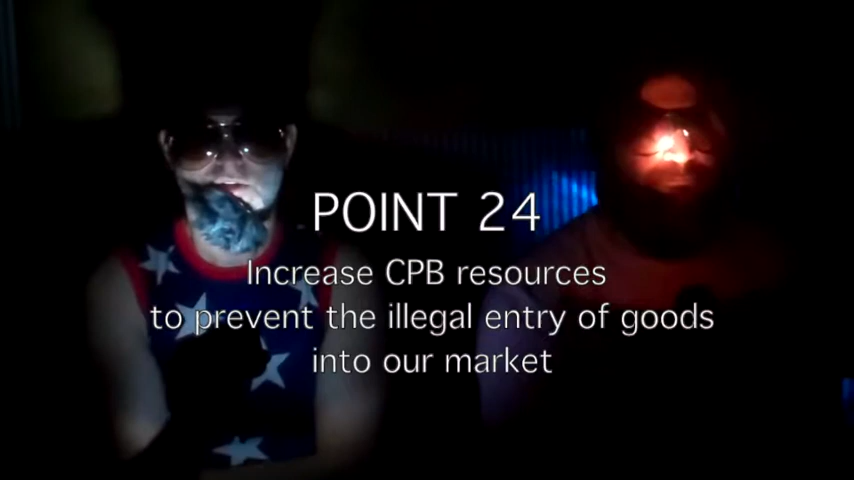 POINT 24
Increase CPB resources
to prevent the illegal entry of goods
into our market